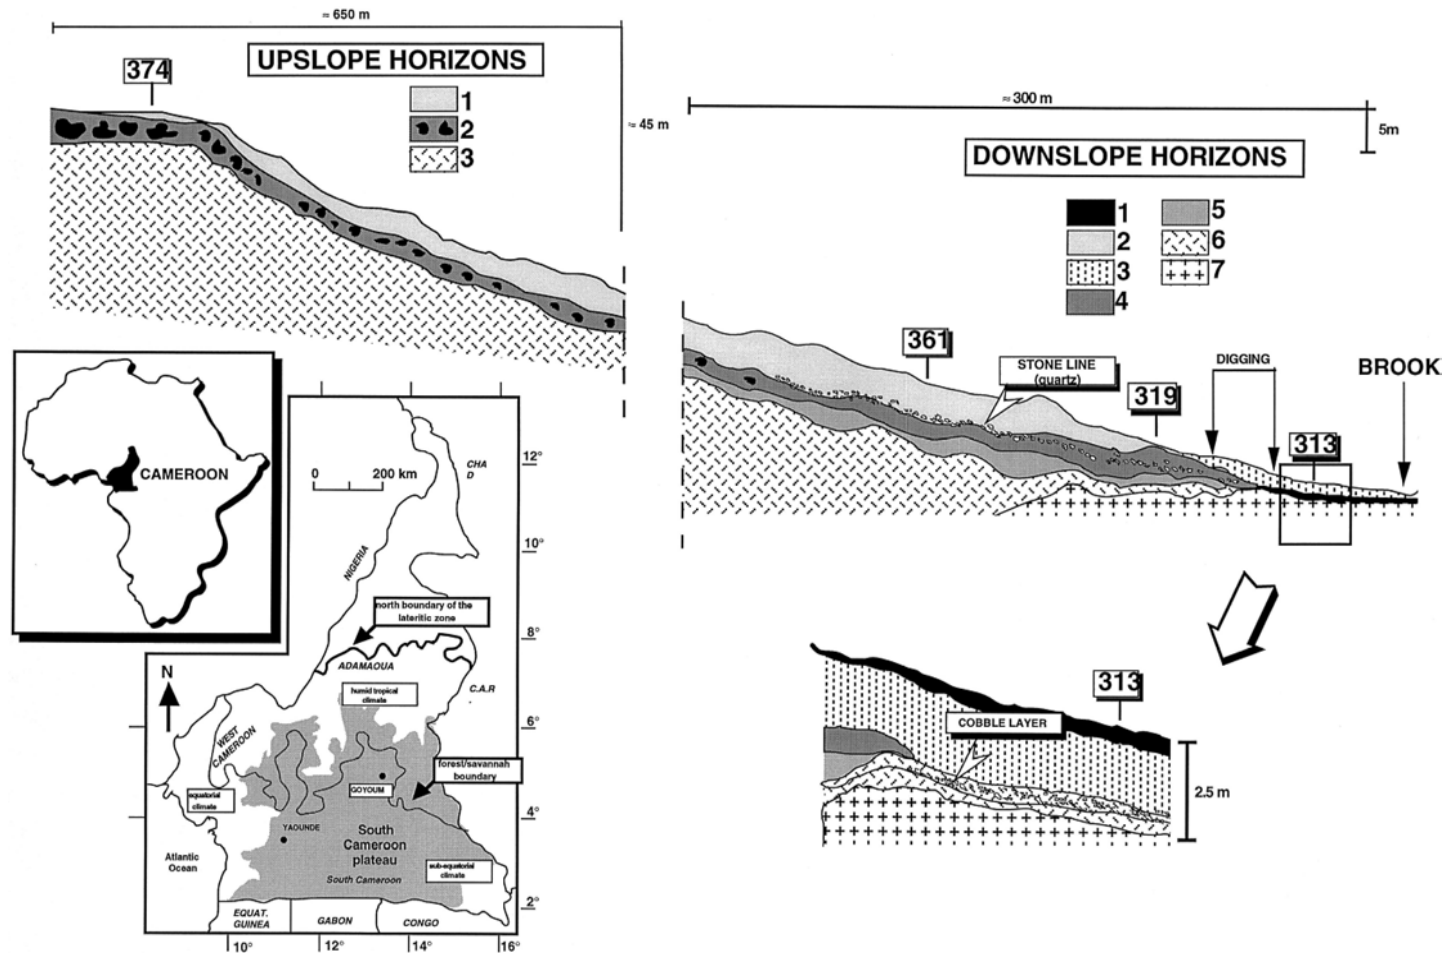 ≈ 650 m
UPSLOPE HORIZONS
374
1
2
3
≈ 45 m
≈ 300 m
5m
DOWNSLOPE HORIZONS
1
2
3
4
5
6
7
361
STONE LINE
(quartz)
319
DIGGING
313
BROOK
CAMEROON
0
200 km
CHA
D
12°
10°
8°
6°
4°
2°
NIGERIA
north boundary of the
lateritic zone
ADAMAOUA
C.A.R
N
humid tropical
climate
WEST
CAMEROON
forest/savannah
boundary
equatorial
climate
GOYOUM
YAOUNDE
South
Cameroon
plateau
Atlantic
Ocean
sub-equatorial
climate
South Cameroon
EQUAT.
GUINEA
GABON
CONGO
10°
12°
14°
16°
313
COBBLE LAYER
2.5 m